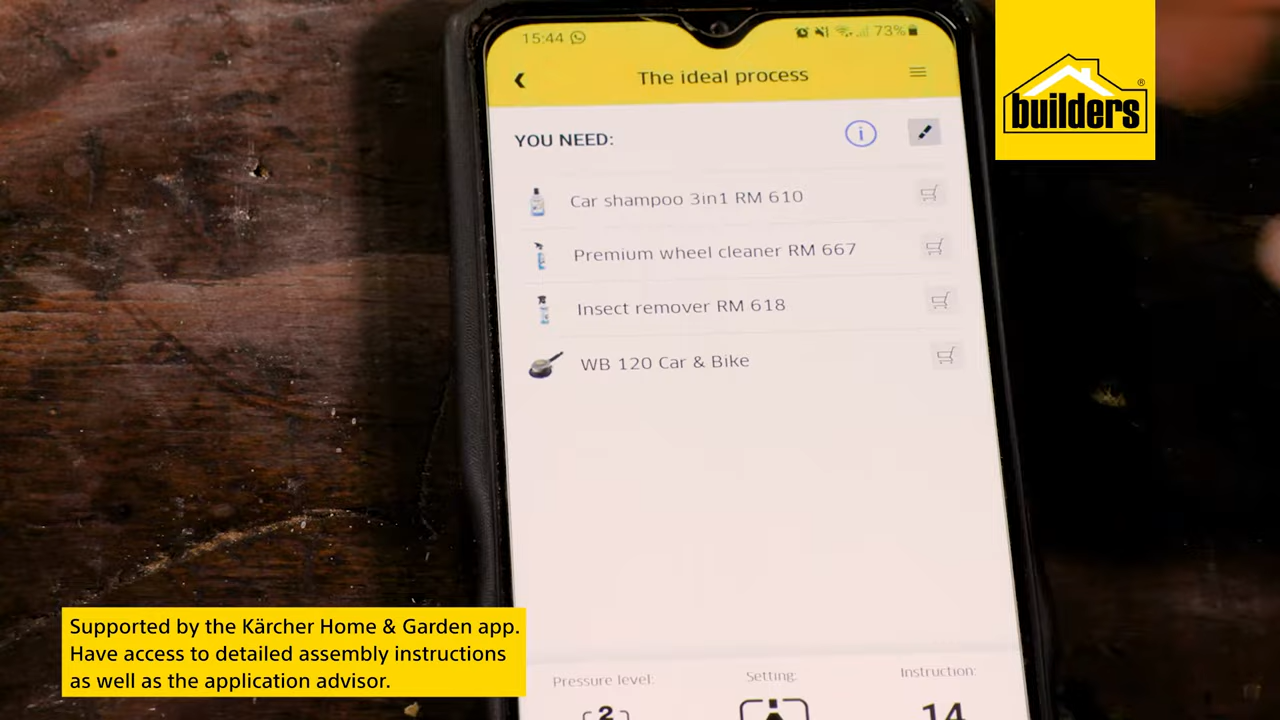 15:44
73%
The ideal process
builders
®
YOU NEED:
i
Car shampoo 3in1 RM 610
Premium wheel cleaner RM 667
Insect remover RM 618
WB 120 Car & Bike
Supported by the Kärcher Home & Garden app.
Have access to detailed assembly instructions
as well as the application advisor.
Pressure level:
Setting:
Instruction:
2
14